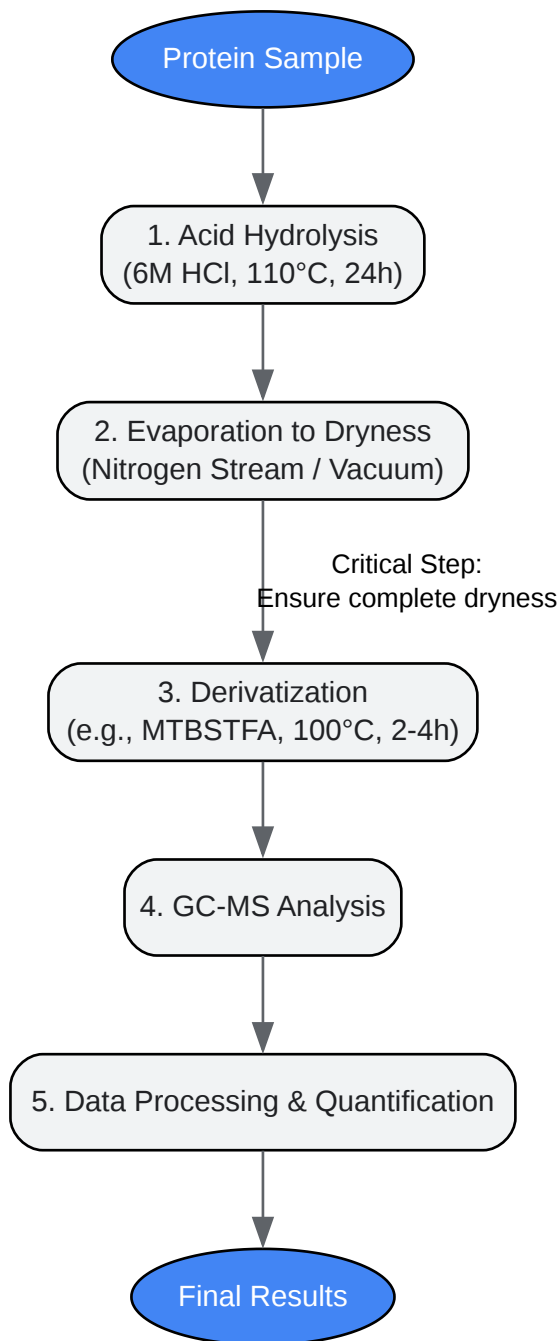 Protein Sample
1. Acid Hydrolysis
(6M HCl, 110°C, 24h)
2. Evaporation to Dryness
(Nitrogen Stream / Vacuum)
Critical Step:
Ensure complete dryness
3. Derivatization
(e.g., MTBSTFA, 100°C, 2-4h)
4. GC-MS Analysis
5. Data Processing & Quantification
Final Results